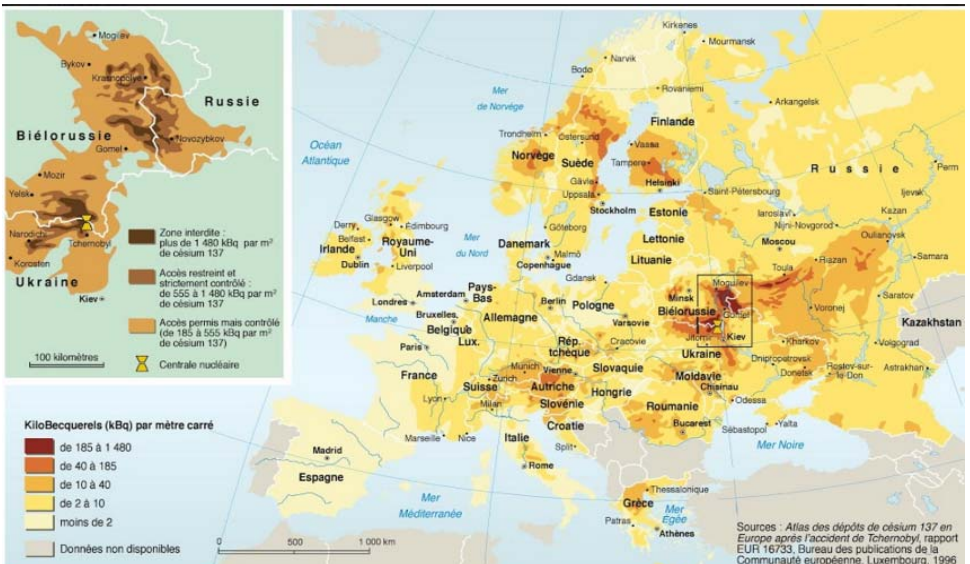 Mogilev
Bykov
Krasnopolye
Russie
Biélorussie
Novozybkov
Gomel
Mozir
Yelsk
Narodichi
Tchernobyl
Korosten
Ukraine
Kiev
Zone interdite :
plus de 1 480 kBq par m²
de césium 137
Accès restreint et
strictement contrôlé :
de 555 à 1 480 kBq par m²
de césium 137
Accès permis mais contrôlé
(de 185 à 555 kBq par m²
de césium 137)
Centrale nucléaire
100 kilomètres
Kirkenes
Mourmansk
Narvik
Bodo
Rovaniemi
Mer
de Norvège
Arkangelsk
Finlande
Océan
Atlantique
Trondheim
Östersund
Vaasa
Norvège
Suède
Tampere
Russie
Perm
Gävle
Helsinki
Uppsala
Saint-Pétersbourg
Ijevsk
Stockholm
Iaroslavl
Kazan
Estonie
Nijni-Novgorod
Glasgow
Édimbourg
Göteborg
Lettonie
Moscou
Oulianovsk
Derry
Belfast
Royaume-
Uni
Mer
du Nord
Danemark
Malmö
Lituanie
Toula
Riazan
Samara
Irlande
Dublin
Copenhague
Liverpool
Gdansk
Minsk
Moguilev
Pays-
Bas
Amsterdam
Berlin
Pologne
Biélorussie
Gomel
Voronej
Saratov
Londres
Bruxelles
Allemagne
Varsovie
Kazakhstan
Manche
Belgique
Lux.
Rép.
tchèque
Cracovie
Jitomir
Kiev
Kharkov
Volgograd
Paris
Slovaquie
Ukraine
Dniepropetrovsk
Munich
Vienne
Moldavie
Donetsk
Rostov-sur-
le-Don
Astrakhan
France
Suisse
Zurich
Autriche
Hongrie
Chisinau
Lyon
Milan
Slovénie
Roumanie
Odessa
Croatie
Marseille
Nice
Italie
Split
Bucarest
Sébastopol
Yalta
Mer Noire
Madrid
Rome
Espagne
Thessalonique
Grèce
Mer
Méditerranée
Mer
Égée
Patras
Athènes
KiloBecquerels (kBq) par mètre carré
de 185 à 1 480
de 40 à 185
de 10 à 40
de 2 à 10
moins de 2
Données non disponibles
0
1 000 km
Sources : Atlas des dépôts de césium 137 en
Europe après l'accident de Tchernobyl, rapport
EUR 16733, Bureau des publications de la
Communauté européenne, Luxembourg, 1996